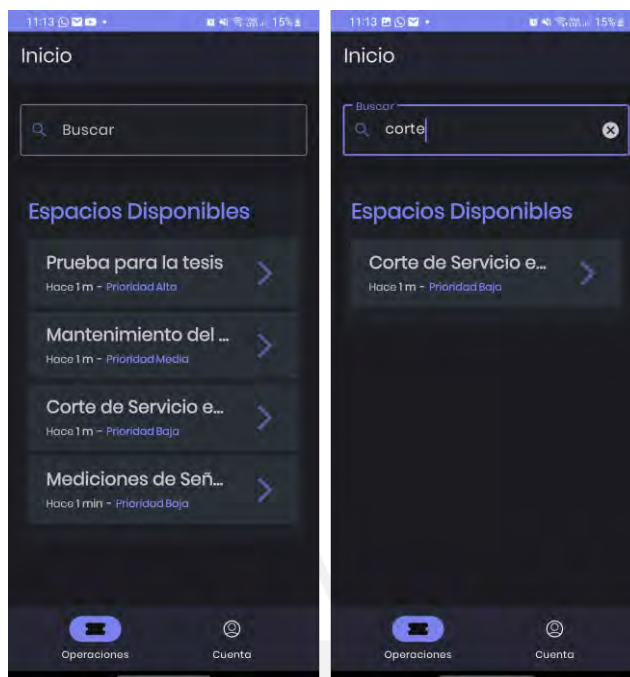 11:13
15%
Inicio
Buscar
Espacios Disponibles
Prueba para la tesis
Hace 1 m - Prioridad Alta
Mantenimiento del ...
Hace 1 m - Prioridad Media
Corte de Servicio e...
Hace 1 m - Prioridad Baja
Mediciones de Señ...
Hace 1 min - Prioridad Baja
Operaciones
Cuenta
11:13
15%
Inicio
Buscar
corte
Espacios Disponibles
Corte de Servicio e...
Hace 1 m - Prioridad Baja
Operaciones
Cuenta